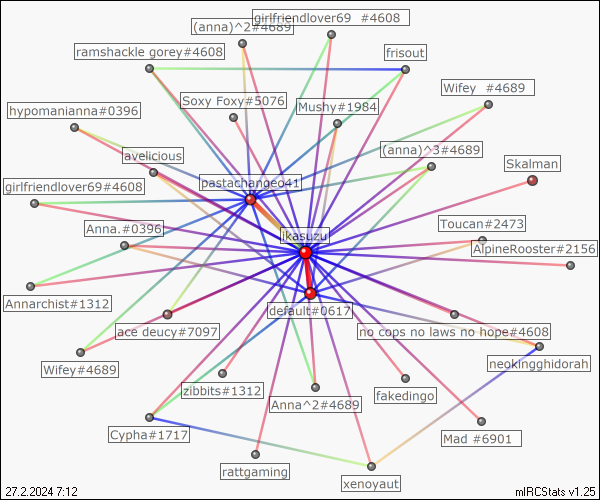 girlfriendlover69 #4608
(anna)^2#4689
ramshackle gorey#4608
frisout
Wifey #4689
Soxy Foxy#5076
Mushy#1984
hypomanianna#0396
avelicious
(anna)^3#4689
Skalman
pastachangeo41
girlfriendlover69#4608
Toucan#2473
Anna.#0396
ikasuzu
AlpineRooster#2156
Annarchist#1312
default#0617
ace deucy#7097
no cops no laws no hope#4608
neokingghidorah
Wifey#4689
zibbits#1312
fakedingo
Anna^2#4689
Cypha#1717
Mad #6901
rattgaming
xenoyaut
27.2.2024 7:12
mIRCStats v1.25